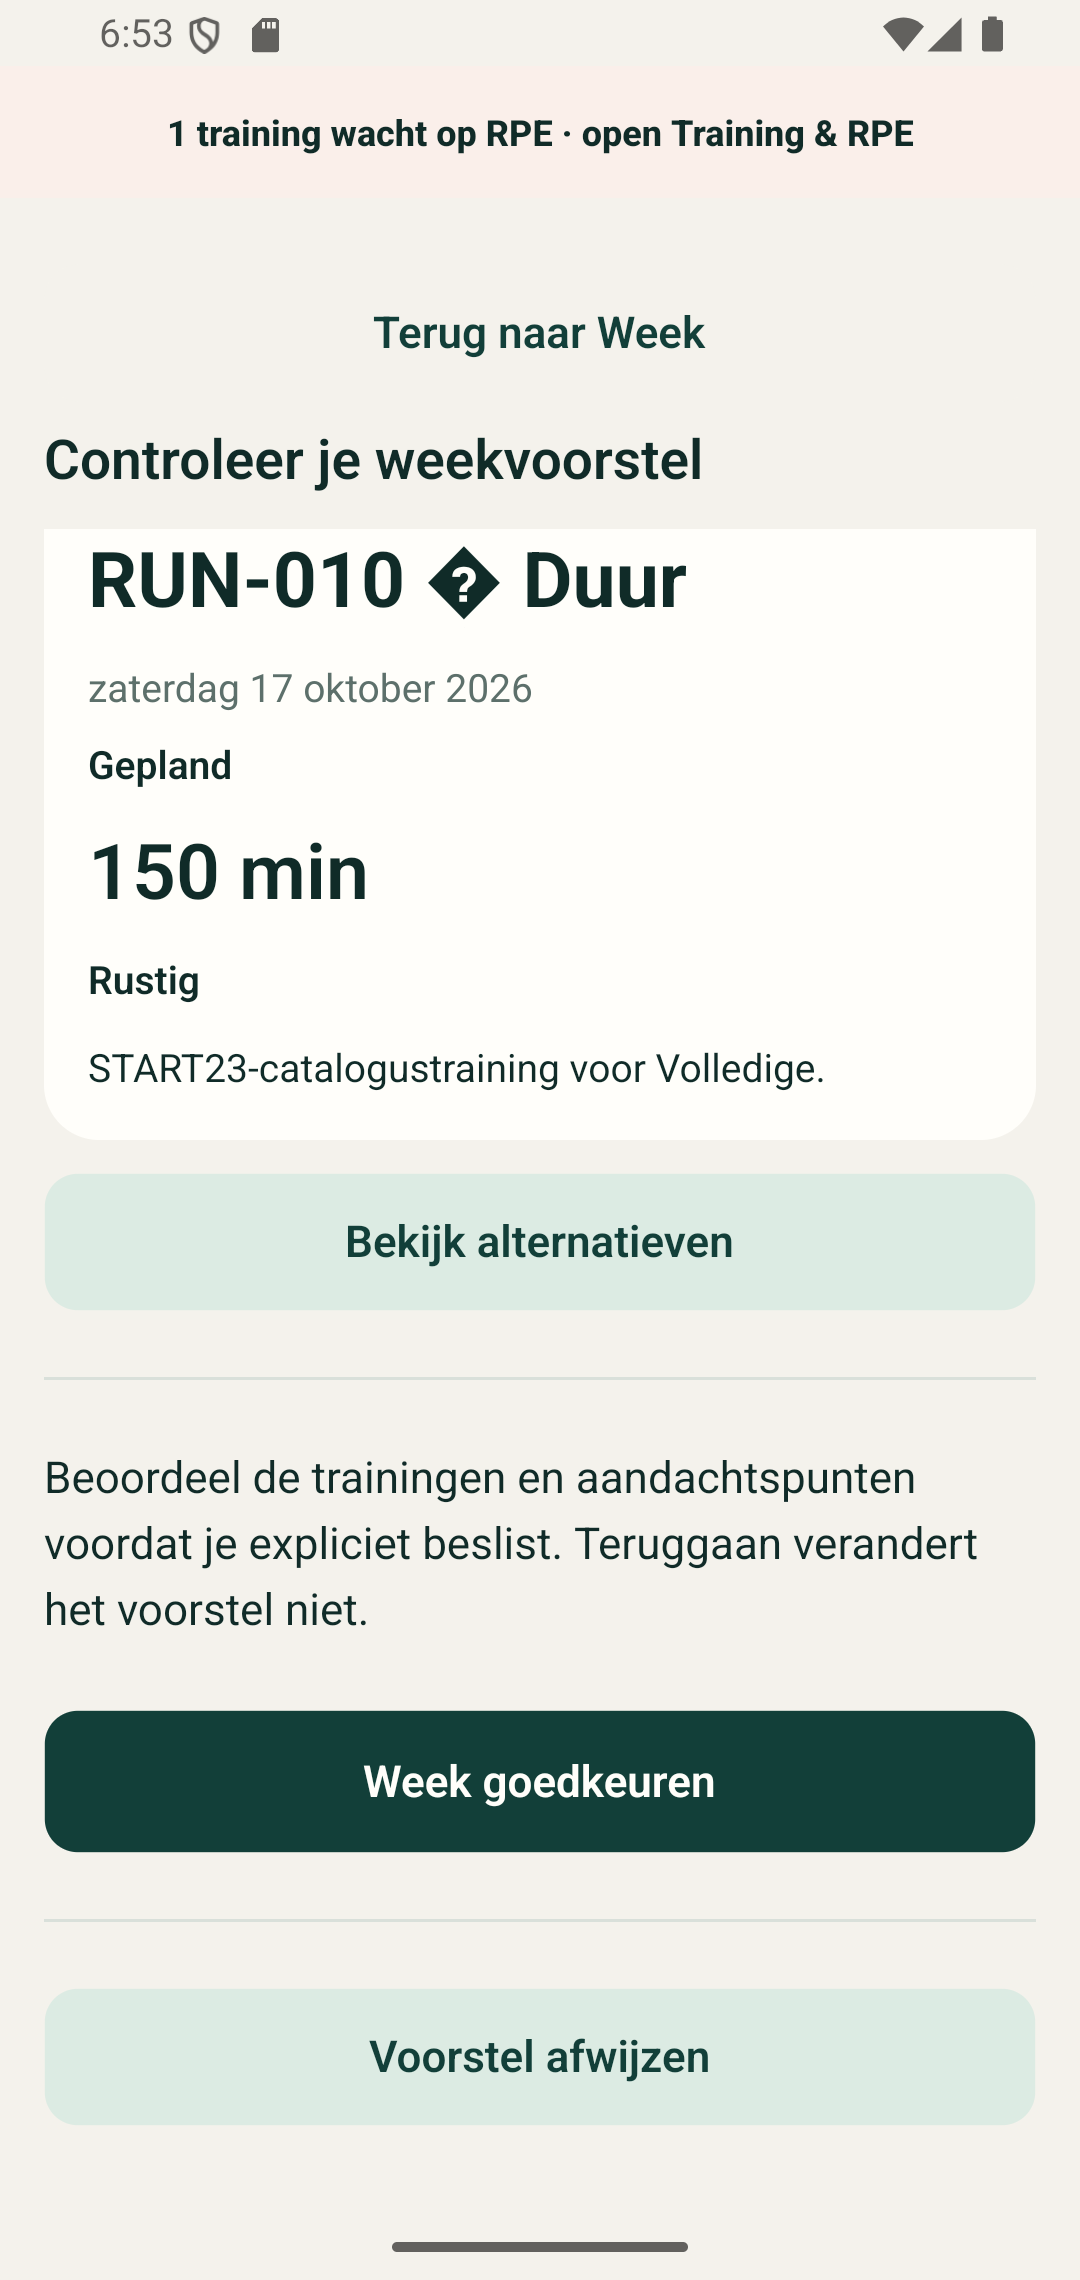 6:53
1 training wacht op RPE · open Training & RPE
Terug naar Week
Controleer je weekvoorstel
RUN-010 � Duur
zaterdag 17 oktober 2026
Gepland
150 min
Rustig
START23-catalogustraining voor Volledige.
Bekijk alternatieven
Beoordeel de trainingen en aandachtspunten
voordat je expliciet beslist. Teruggaan verandert
het voorstel niet.
Week goedkeuren
Voorstel afwijzen